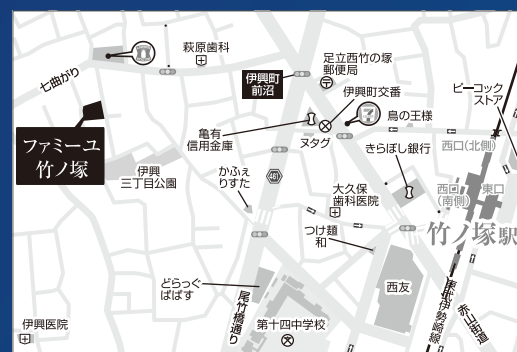 萩原歯科
七曲がり
足立西竹の塚
郵便局
伊興町
前沼
伊興町交番
ピーコック
ストア
鳥の王様
ファミーユ
竹ノ塚
亀有
信用金庫
ヌタグ
きらぼし銀行
西口(北側)
伊興
三丁目公園
かふぇ
りすた
461
大久保
歯科医院
西口
(南側)
東口
竹ノ塚駅
つけ麺
和
どらっぐ
ぱぱす
西友
尾竹橋通り
東武伊勢崎線
赤山街道
伊興医院
第十四中学校